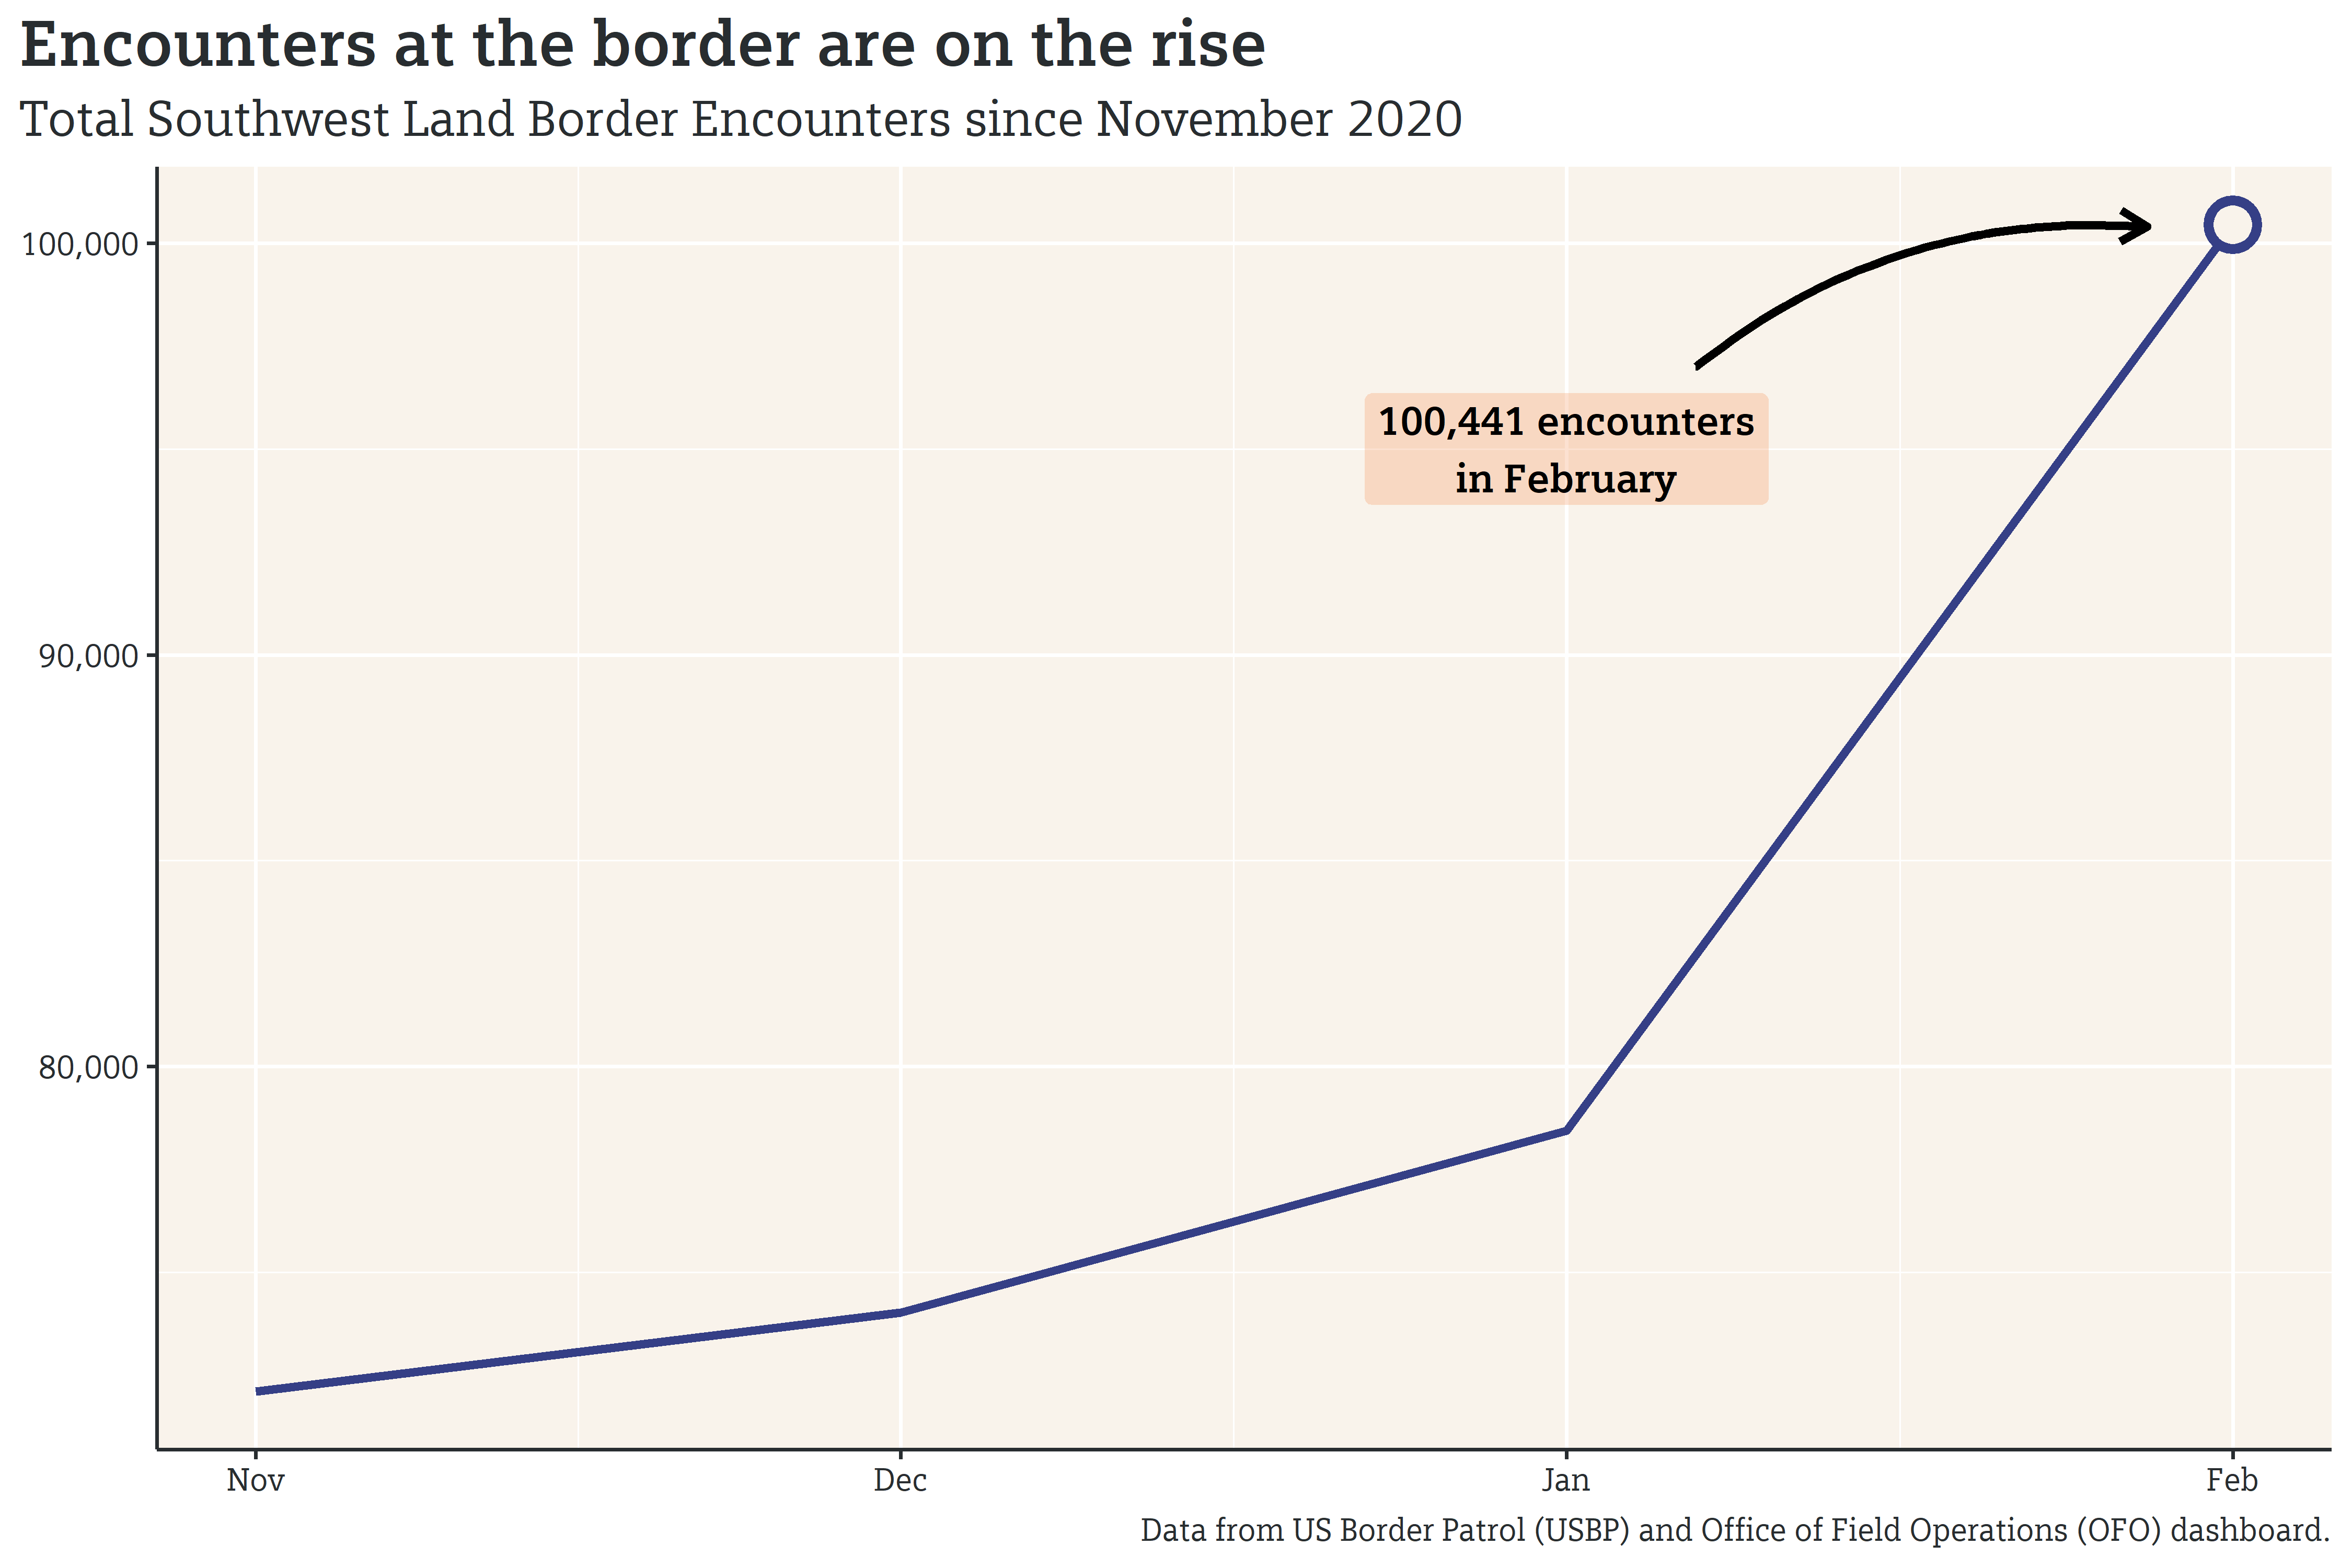 Encounters at the border are on the rise
Total Southwest Land Border Encounters since November 2020
100,000
100,441 encounters
in February
90,000
80,000
Nov
Dec
Jan
Feb
Data from US Border Patrol (USBP) and Office of Field Operations (OFO) dashboard.